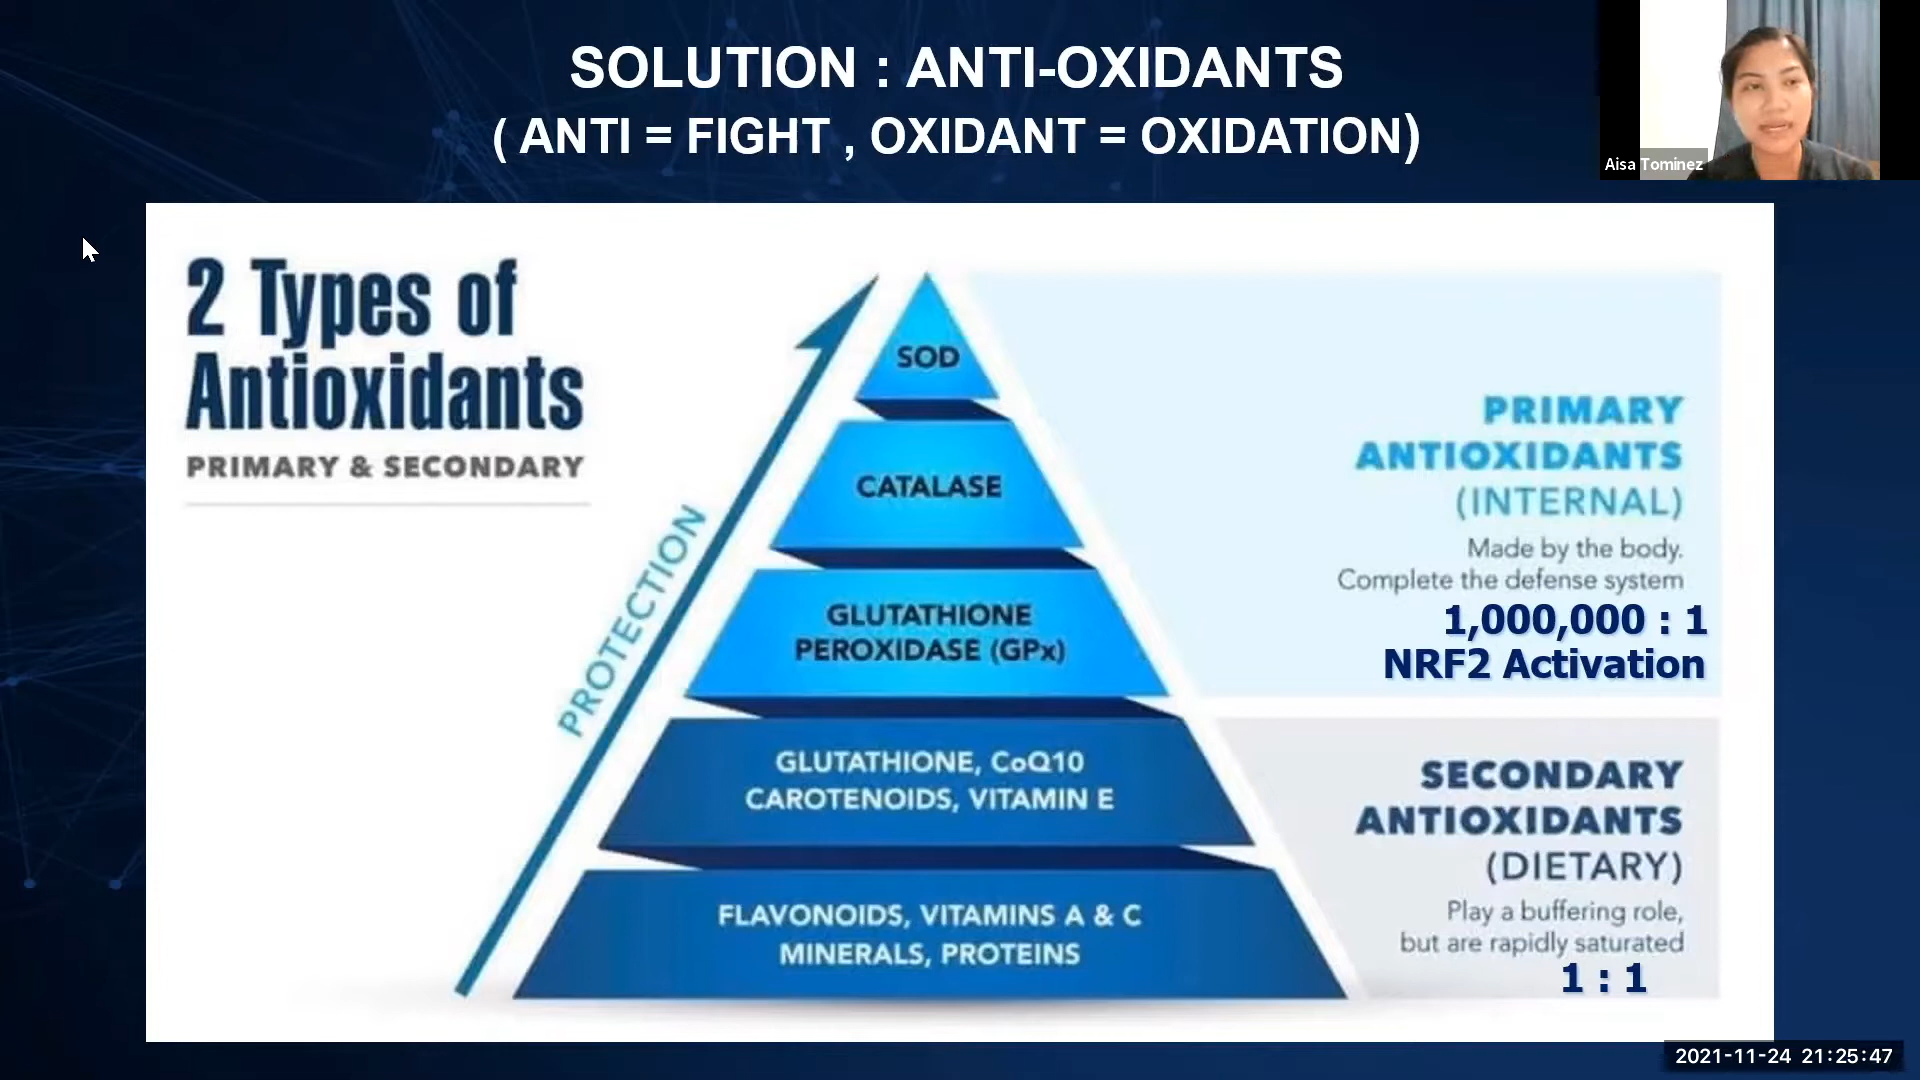 SOLUTION : ANTI-OXIDANTS
( ANTI = FIGHT , OXIDANT = OXIDATION)
Aisa Tominez
2 Types of
Antioxidants
PRIMARY & SECONDARY
PROTECTION
SOD
CATALASE
GLUTATHIONE
PEROXIDASE (GPx)
GLUTATHIONE, CoQ10
CAROTENOIDS, VITAMIN E
FLAVONOIDS, VITAMINS A & C
MINERALS, PROTEINS
PRIMARY
ANTIOXIDANTS
(INTERNAL)
Made by the body.
Complete the defense system
1,000,000 : 1
NRF2 Activation
SECONDARY
ANTIOXIDANTS
(DIETARY)
Play a buffering role,
but are rapidly saturated
1 : 1
2021-11-24 21:25:47